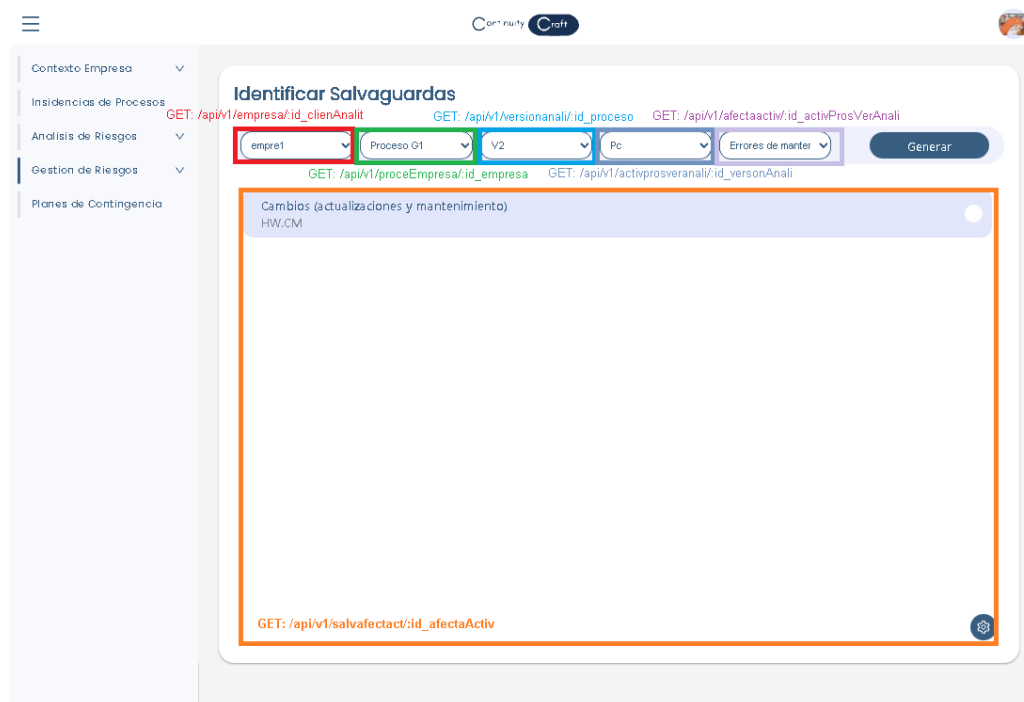 Continuity Craft
Contexto Empresa
Insidencias de Procesos
Analisis de Riesgos
Gestion de Riesgos
Planes de Contingencia
Identificar Salvaguardas
GET: /api/v1/empresa/:id_clienAnalit
GET: /api/v1/versionanali/:id_proceso
GET: /api/v1/afectaactiv/:id_activProsVerAnali
empre1
Proceso G1
V2
Pc
Errores de manter
Generar
GET: /api/v1/proceEmpresa/:id_empresa
GET: /api/v1/activprosveranali/:id_versonAnali
Cambios (actualizaciones y mantenimiento)
HW.CM
GET: /api/v1/salvafectact/:id_afectaActiv